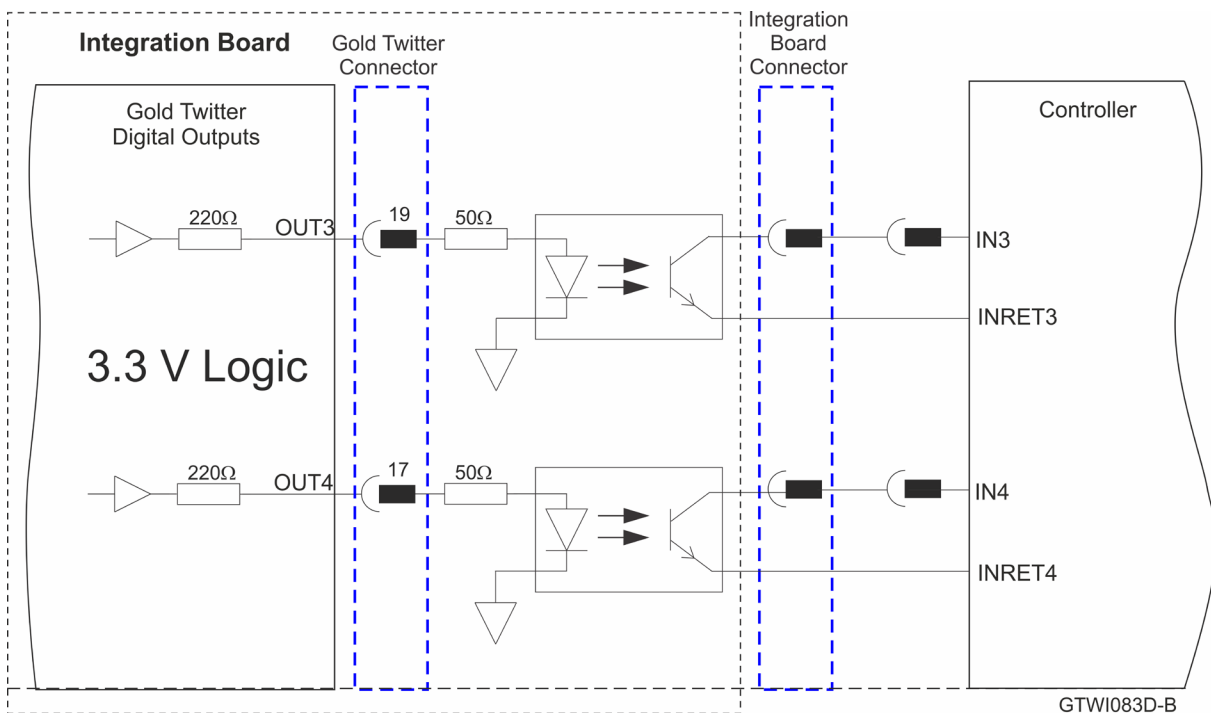 Integration Board
Gold Twitter
Connector
Integration
Board
Connector
Gold Twitter
Digital Outputs
Controller
220Ω
OUT3
19
50Ω
IN3
INRET3
3.3 V Logic
220Ω
OUT4
17
50Ω
IN4
INRET4
GTWI083D-B